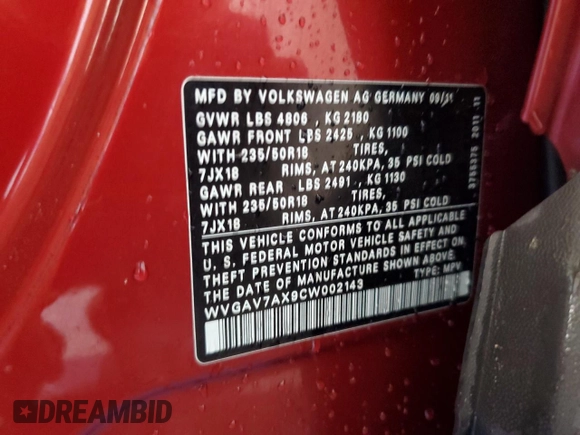 MFD BY VOLKSWAGEN AG GERMANY 09/11
GVWR LBS 4806 , KG 2180
GAWR FRONT LBS 2425 , KG 1100
WITH 235/50R18 TIRES,
7JX18 RIMS, AT 240KPA, 35 PSI COLD
GAWR REAR LBS 2491 , KG 1130
WITH 235/50R18 TIRES,
7JX18 RIMS, AT 240KPA, 35 PSI COLD
THIS VEHICLE CONFORMS TO ALL APPLICABLE
U. S. FEDERAL MOTOR VEHICLE SAFETY AND
THEFT PREVENTION STANDARDS IN EFFECT ON
THE DATE OF MANUFACTURE SHOWN ABOVE.
WVGAV7AX9CW002143 TYPE: MPV
3755375 2011 11
DREAMBID